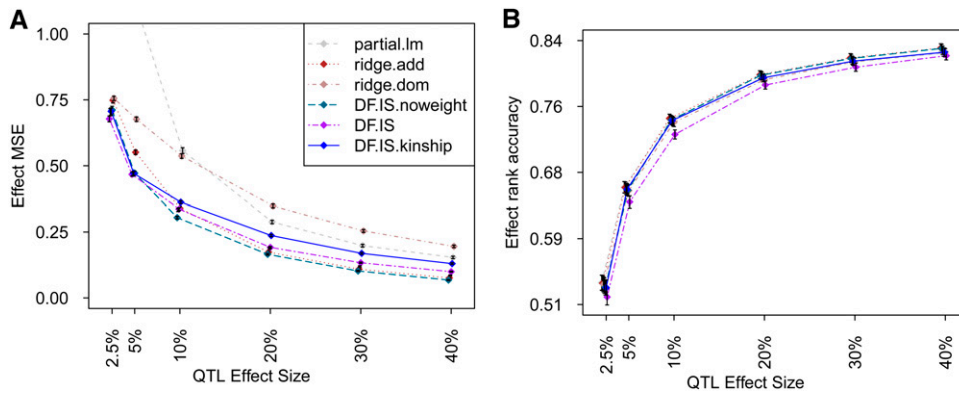 A
Effect MSE
1.00
0.75
0.50
0.25
0.00
partial.lm
ridge.add
ridge.dom
DF.IS.noweight
DF.IS
DF.IS.kinship
2.5%
5%
10%
20%
30%
40%
QTL Effect Size
B
Effect rank accuracy
0.84
0.76
0.68
0.59
0.51
2.5%
5%
10%
20%
30%
40%
QTL Effect Size